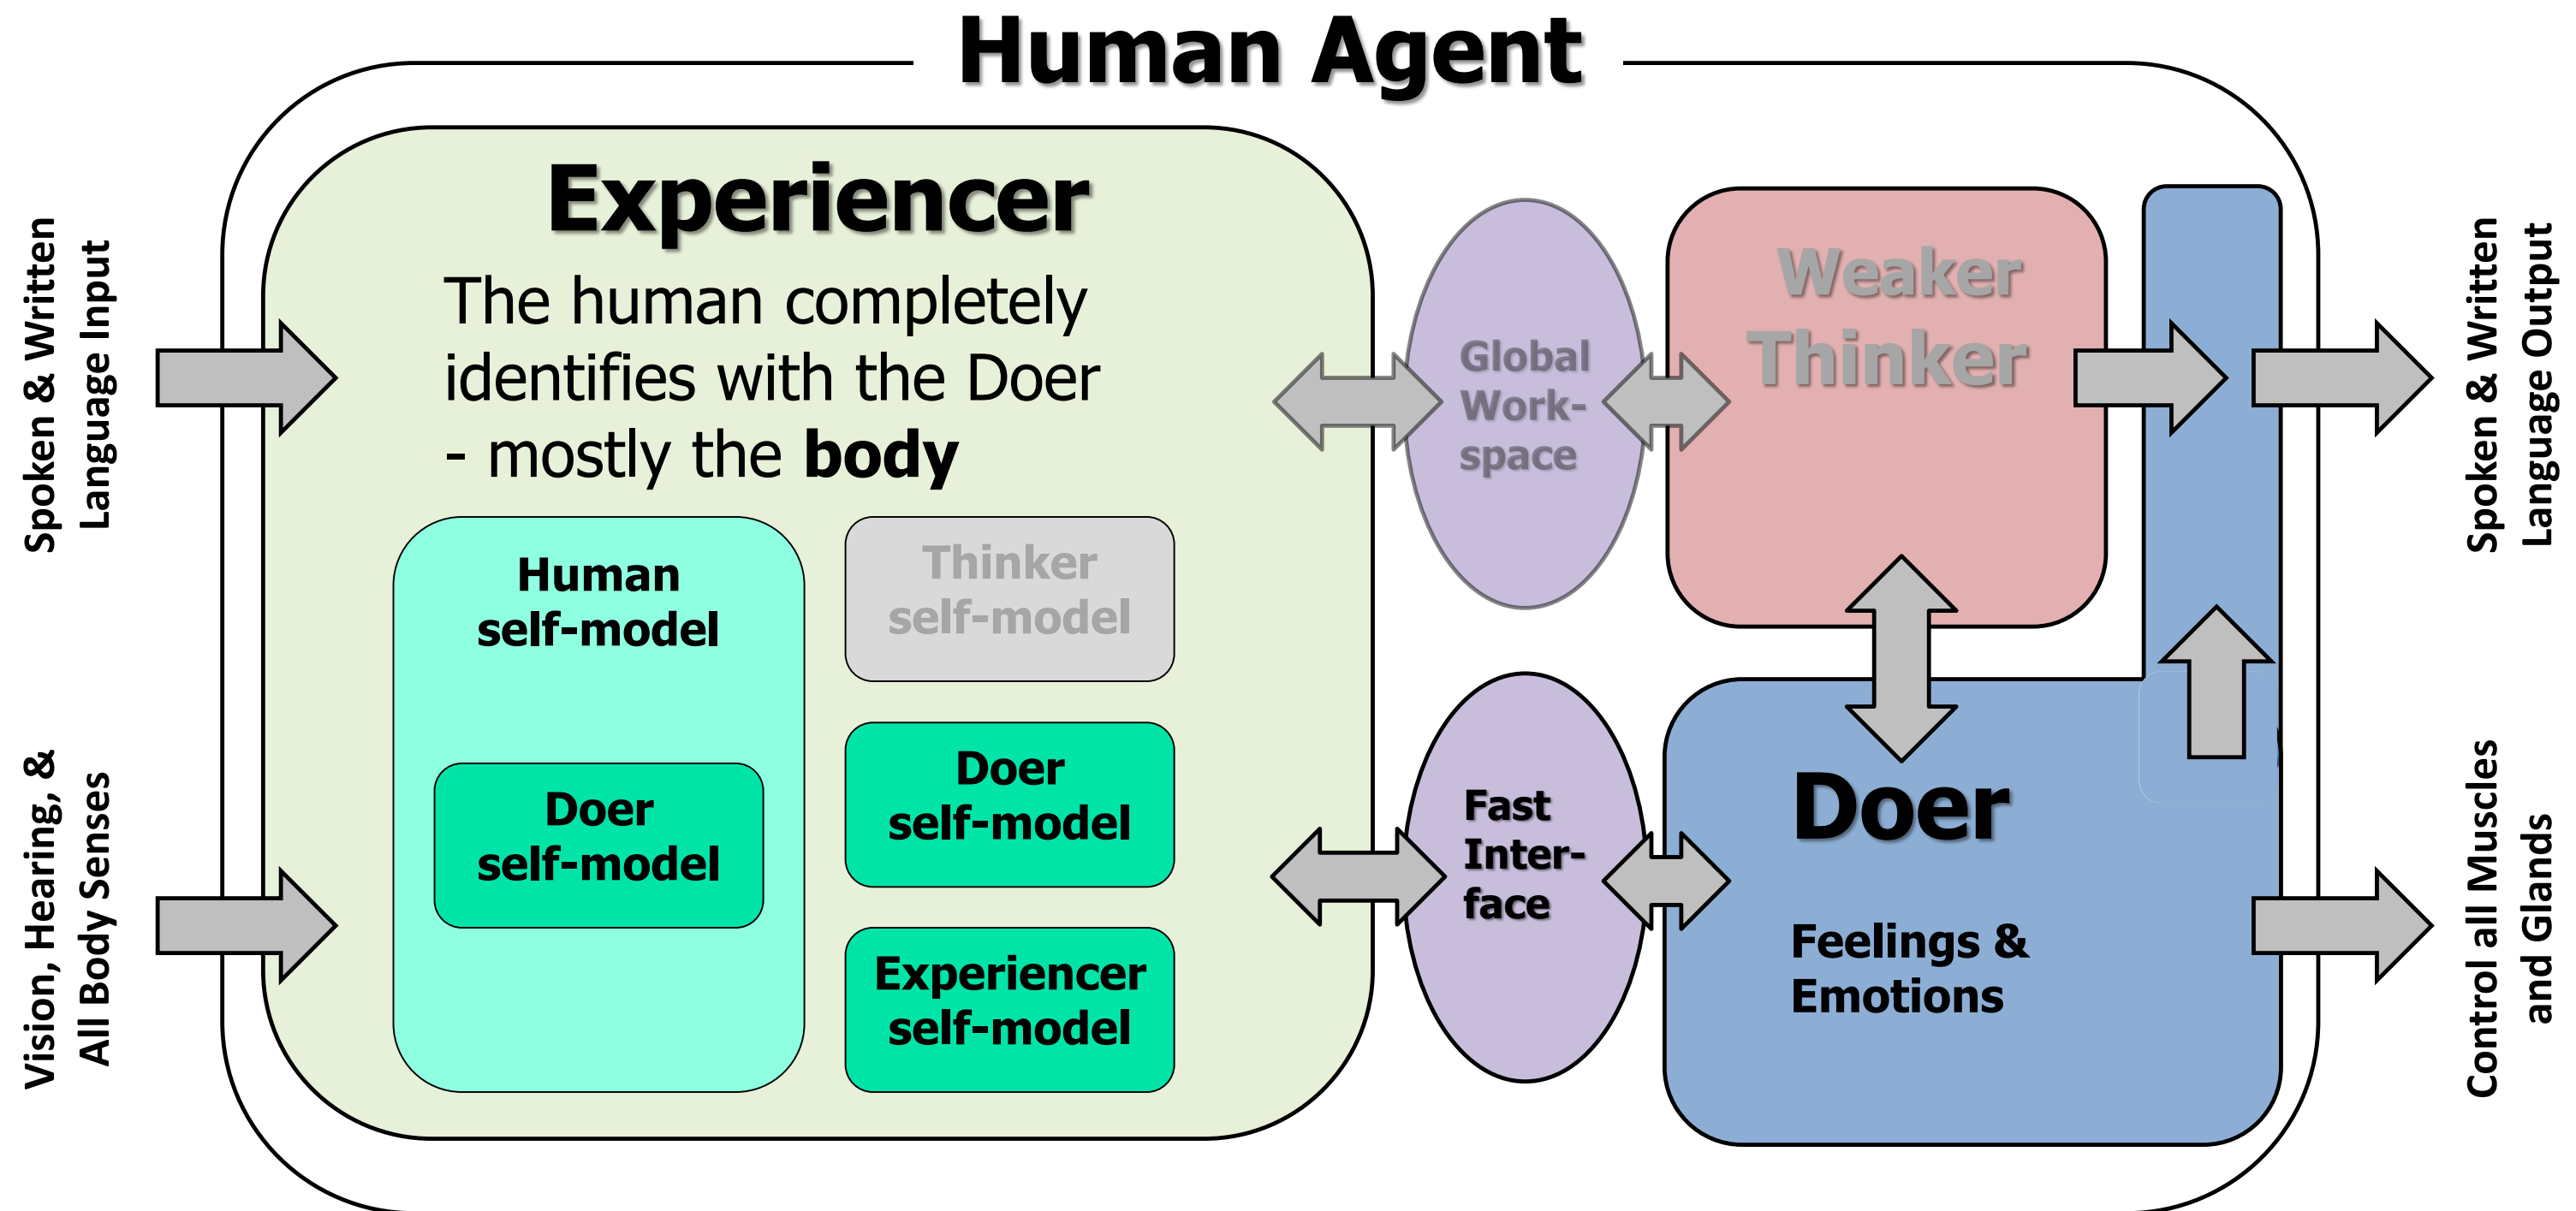 Human Agent
Spoken & Written
Language Input
Vision, Hearing, &
All Body Senses
Experiencer
The human completely
identifies with the Doer
- mostly the body
Human
self-model
Doer
self-model
Thinker
self-model
Doer
self-model
Experiencer
self-model
Global
Work-
space
Fast
Inter-
face
Weaker
Thinker
Doer
Feelings &
Emotions
Spoken & Written
Language Output
Control all Muscles
and Glands